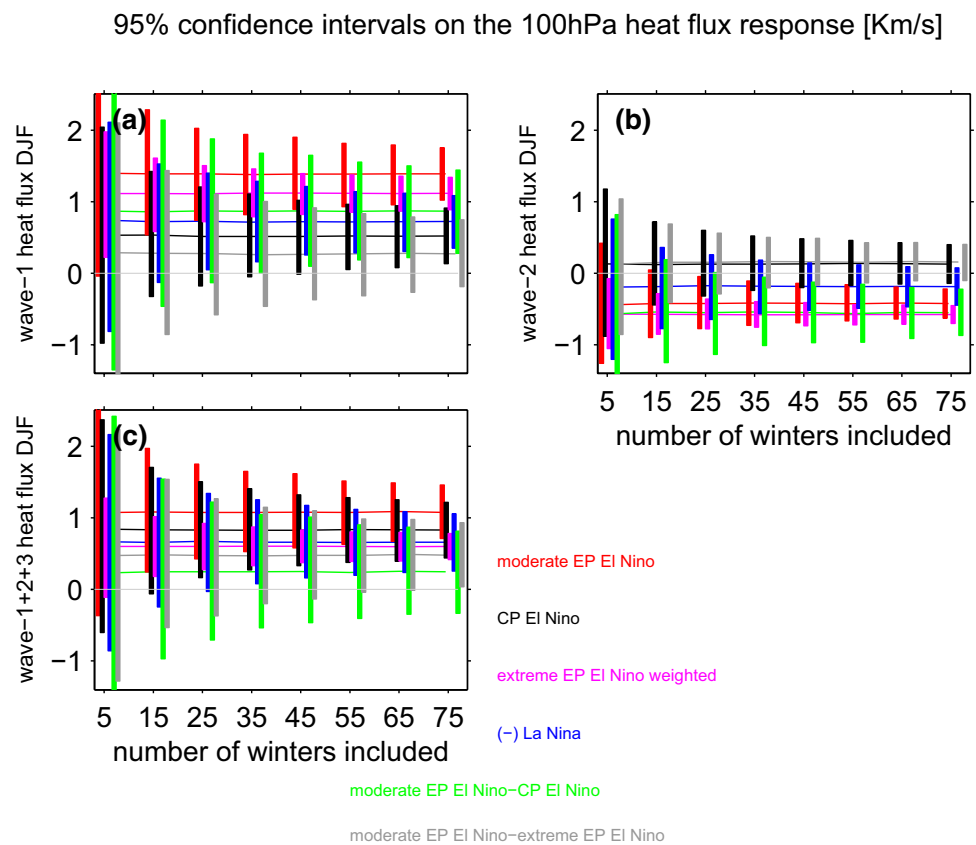 95% confidence intervals on the 100hPa heat flux response [Km/s]
(a)
wave−1 heat flux DJF
2
1
0
−1
(b)
wave−2 heat flux DJF
2
1
0
−1
5 15 25 35 45 55 65 75
number of winters included
(c)
wave−1+2+3 heat flux DJF
2
1
0
−1
5 15 25 35 45 55 65 75
number of winters included
moderate EP El Nino
CP El Nino
extreme EP El Nino weighted
(−) La Nina
moderate EP El Nino−CP El Nino
moderate EP El Nino−extreme EP El Nino